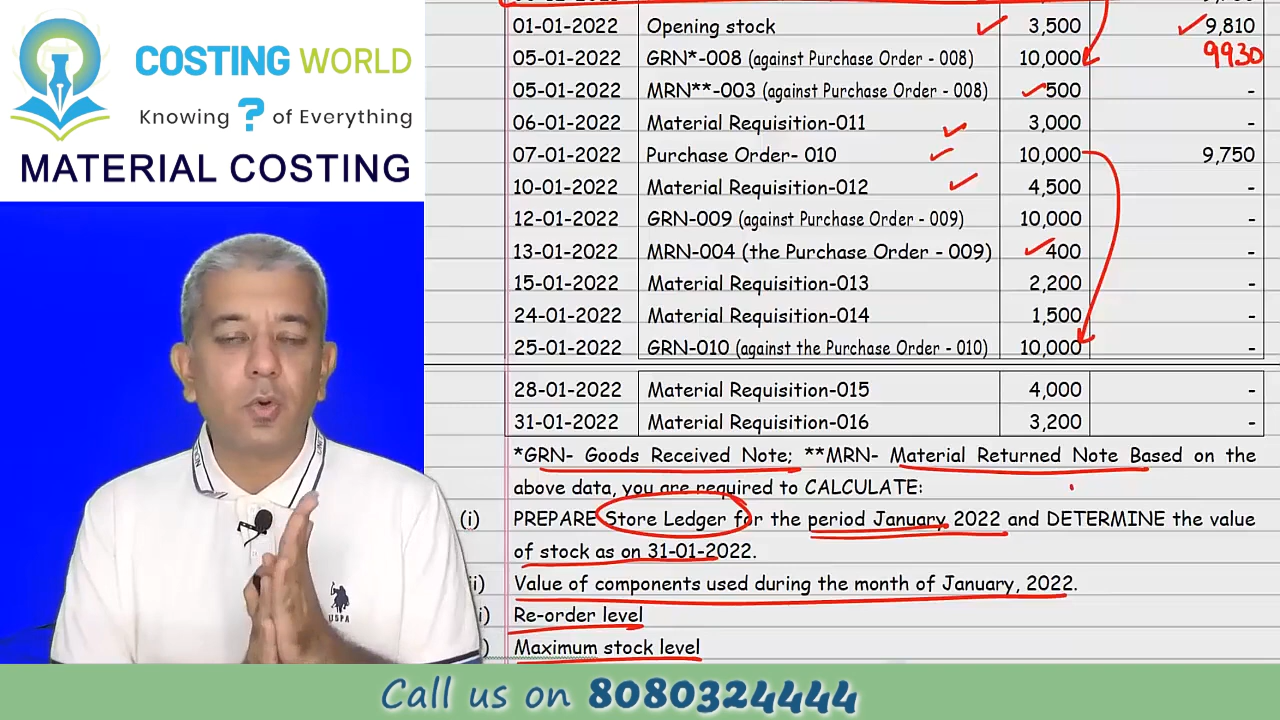 COSTING WORLD
Knowing ? of Everything
MATERIAL COSTING
01-01-2022 Opening stock 3,500 9,810
05-01-2022 GRN*-008 (against Purchase Order - 008) 10,000 9930
05-01-2022 MRN**-003 (against Purchase Order - 008) 500 -
06-01-2022 Material Requisition-011 3,000 -
07-01-2022 Purchase Order- 010 10,000 9,750
10-01-2022 Material Requisition-012 4,500 -
12-01-2022 GRN-009 (against Purchase Order - 009) 10,000 -
13-01-2022 MRN-004 (the Purchase Order - 009) 400 -
15-01-2022 Material Requisition-013 2,200 -
24-01-2022 Material Requisition-014 1,500 -
25-01-2022 GRN-010 (against the Purchase Order - 010) 10,000 -
28-01-2022 Material Requisition-015 4,000 -
31-01-2022 Material Requisition-016 3,200 -
*GRN- Goods Received Note; **MRN- Material Returned Note Based on the
above data, you are required to CALCULATE:
(i) PREPARE Store Ledger for the period January 2022 and DETERMINE the value
of stock as on 31-01-2022.
Value of components used during the month of January, 2022.
Re-order level
Maximum stock level
USPA
Call us on 8080324444